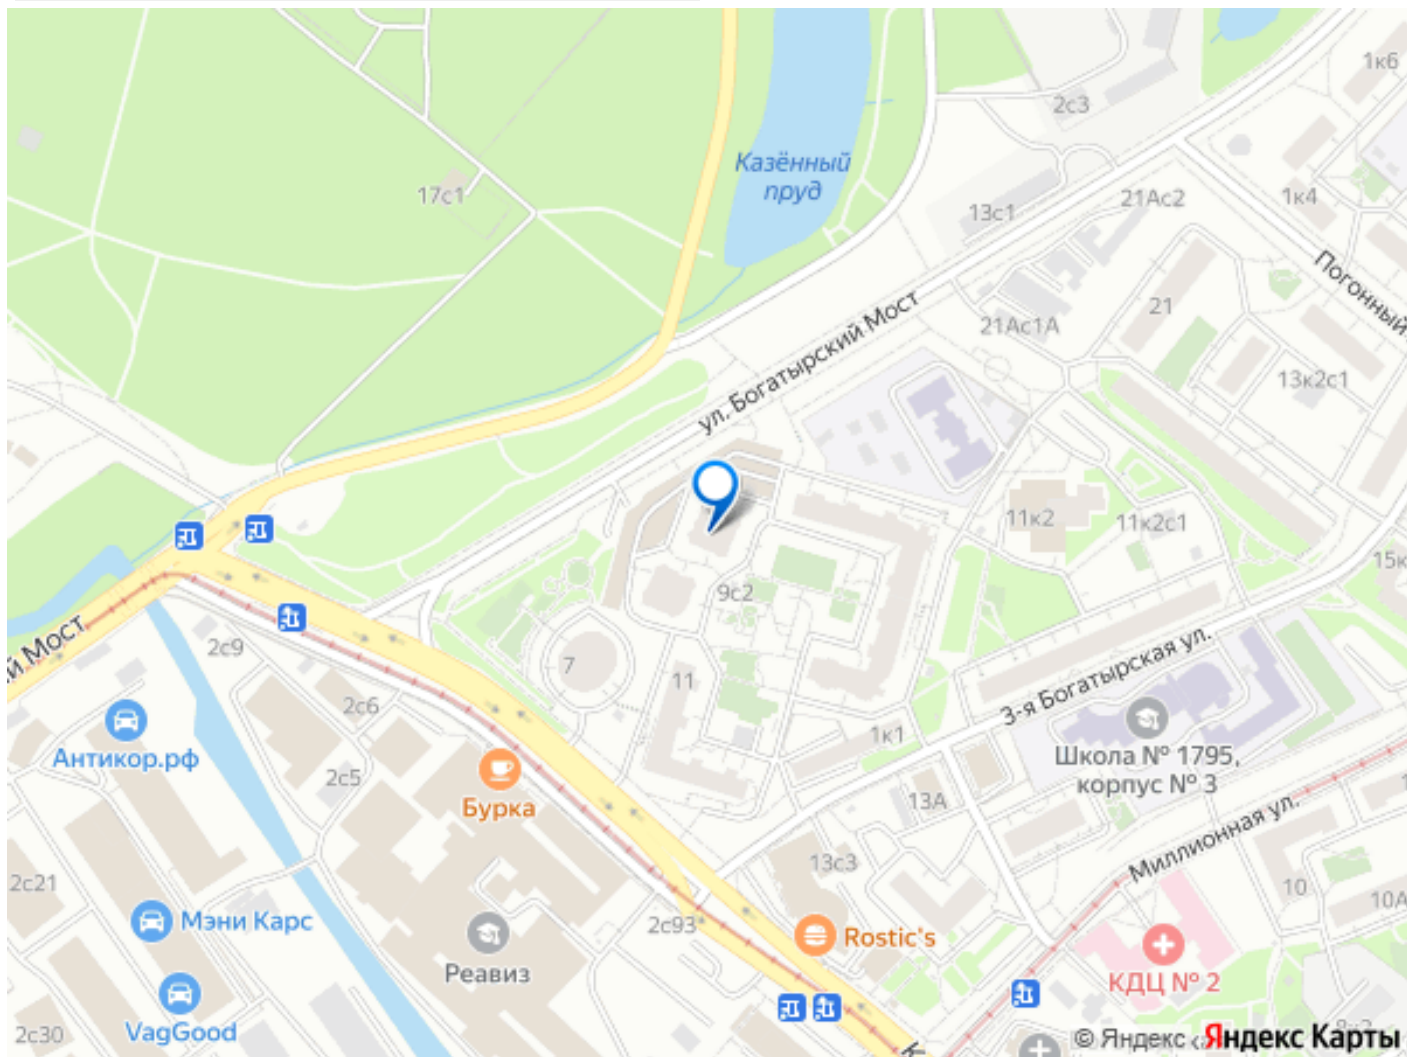 1к6
2с3
Казённый
пруд
17с1
21Ас2
1к4
13с1
Погонный
21
21Ас1А
ул. Богатырский Мост
13к2с1
11к2
11к2с1
15к
9с2
й Мост
2с9
7
11
3-я Богатырская ул.
2с6
1к1
Антикор.рф
2с5
Школа № 1795,
корпус № 3
Бурка
13А
Миллионная ул.
13с3
2с21
10
10А
Мэни Карс
2с93
Rostic's
Реавиз
КДЦ № 2
VagGood
2с30
© Яндекс
Яндекс Карты